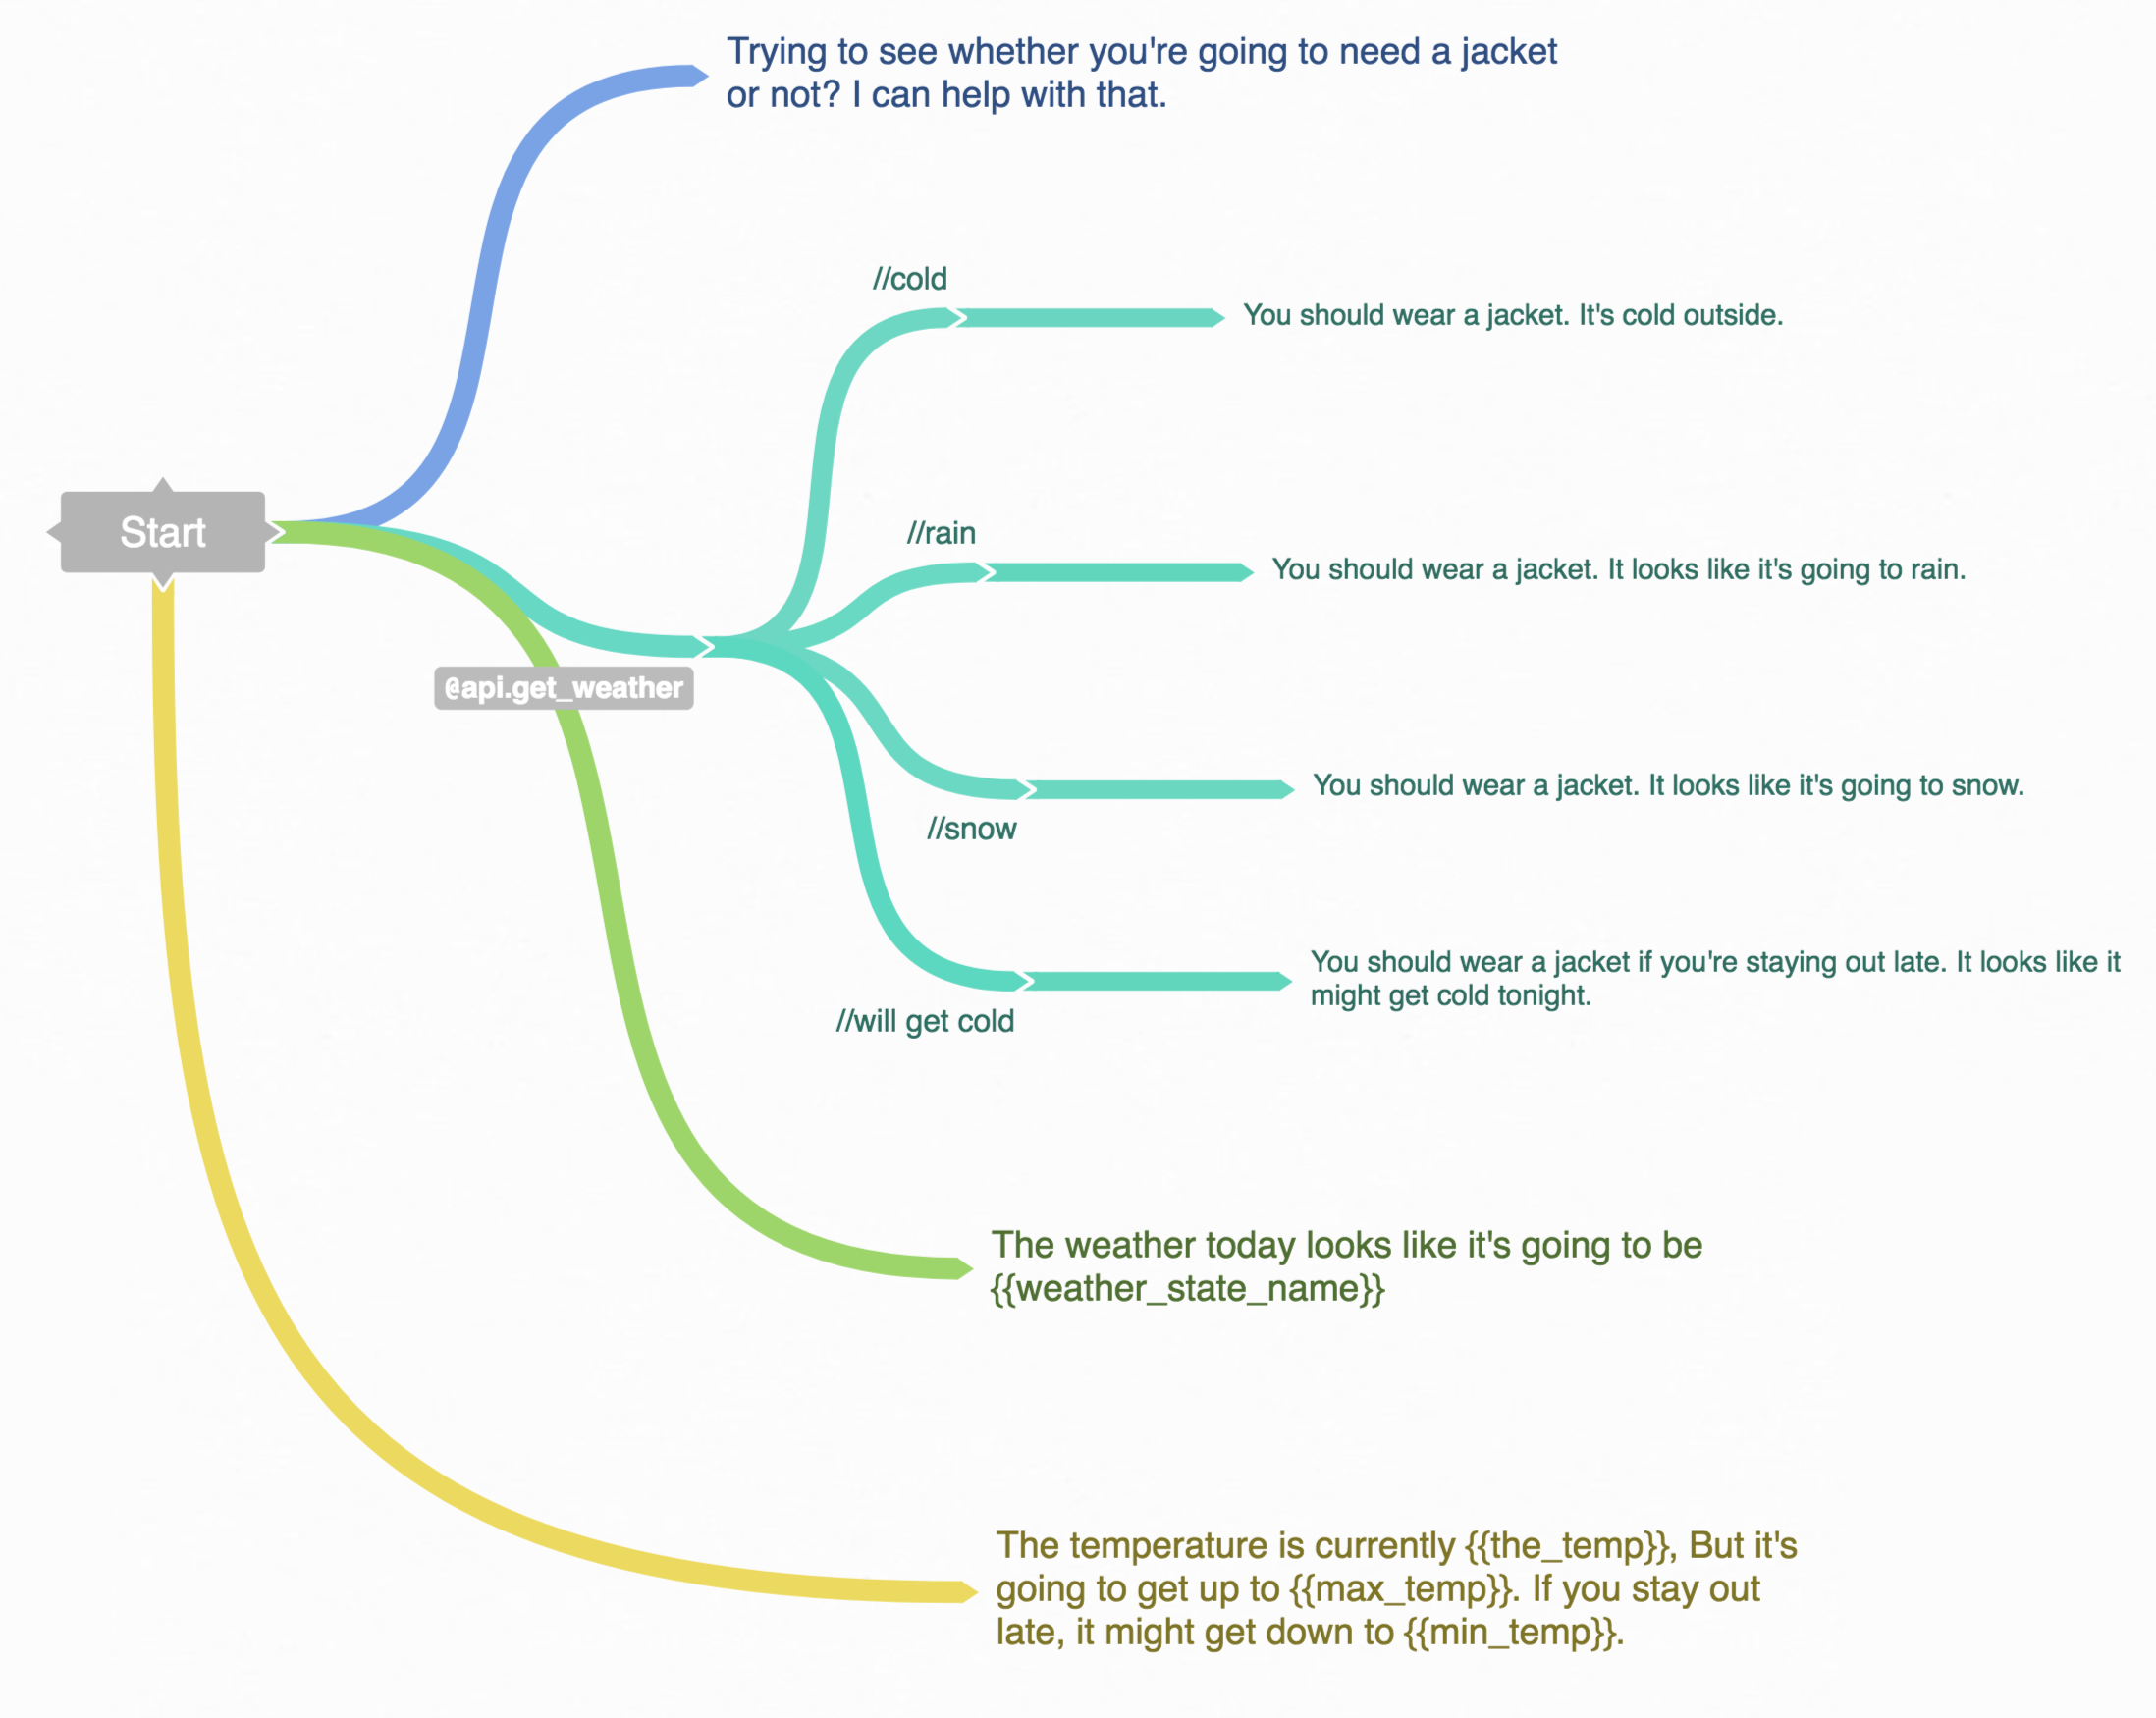 Trying to see whether you're going to need a jacket
or not? I can help with that.
//cold
You should wear a jacket. It's cold outside.
Start
//rain
You should wear a jacket. It looks like it's going to rain.
@api.get_weather
You should wear a jacket. It looks like it's going to snow.
//snow
You should wear a jacket if you're staying out late. It looks like it
might get cold tonight.
//will get cold
The weather today looks like it's going to be
{{weather_state_name}}
The temperature is currently {{the_temp}}, But it's
going to get up to {{max_temp}}. If you stay out
late, it might get down to {{min_temp}}.